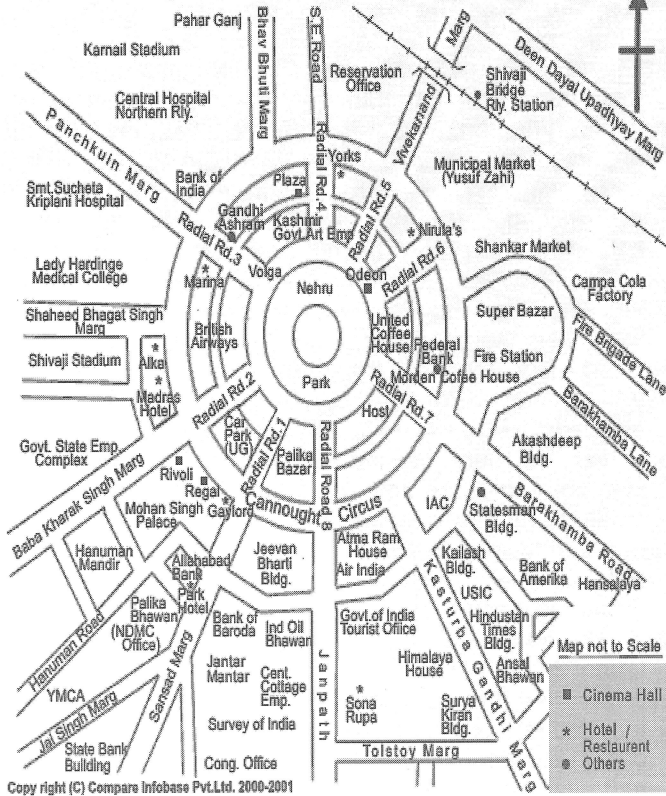 Pahar Ganj
Karnail Stadium
Central Hospital
Northern Rly.
Bhav Bhuti Marg
S.E.Road
Reservation
Office
Marg
Deen Dayal Upadhyay Marg
Shivaji
Bridge
Rly. Station
Vivekanand
Municipal Market
(Yusuf Zahi)
Panchkuin Marg
Smt.Sucheta
Kriplani Hospital
Bank of
India
Radial Rd.4
Yorks
Plaza
Radial Rd.5
Gandhi
Ashram
Kashmir
Govt.Art Emp
Nirula's
Radial Rd.3
Radial Rd.6
Shankar Market
Lady Hardinge
Medical College
Marina
Volga
Nehru
Park
Odeon
Campa Cola
Factory
Shaheed Bhagat Singh
Marg
British
Airways
United
Coffee
House
Super Bazar
Fire Brigade Lane
Shivaji Stadium
Alka
Madras
Hotel
Federal
Bank
Fire Station
Morden Cofee House
Radial Rd.2
Radial Rd.7
Barakhamba Lane
Car
Park
(UG)
Radial Rd.1
Host
Govt. State Emp.
Complex
Palika
Bazar
Radial Road 8
Akashdeep
Bldg.
Baba Kharak Singh Marg
Rivoli
Regal
Gaylord
Mohan Singh
Palace
Cannought Circus
IAC
Statesman
Bldg.
Barakhamba Road
Hanuman
Mandir
Allahabad
Bank
Park
Hotel
Jeevan
Bharti
Bldg.
Atma Ram
House
Air India
Kailash
Bldg.
USIC
Bank of
Amerika
Hansalaya
Palika
Bhawan
(NDMC
Office)
Hanuman Road
Bank of
Baroda
Ind Oil
Bhawan
Janpath
Govt.of India
Tourist Office
Kasturba Gandhi Marg
Hindustan
Times
Bldg.
Ansal
Bhawan
Map not to Scale
YMCA
Jai Singh Marg
Sansad Marg
Jantar
Mantar
Cent.
Cottage
Emp.
Himalaya
House
Sona
Rupa
Surya
Kiran
Bldg.
Cinema Hall
Hotel /
Restaurent
Others
State Bank
Building
Survey of India
Cong. Office
Tolstoy Marg
Copy right (C) Compare Infobase Pvt.Ltd. 2000-2001